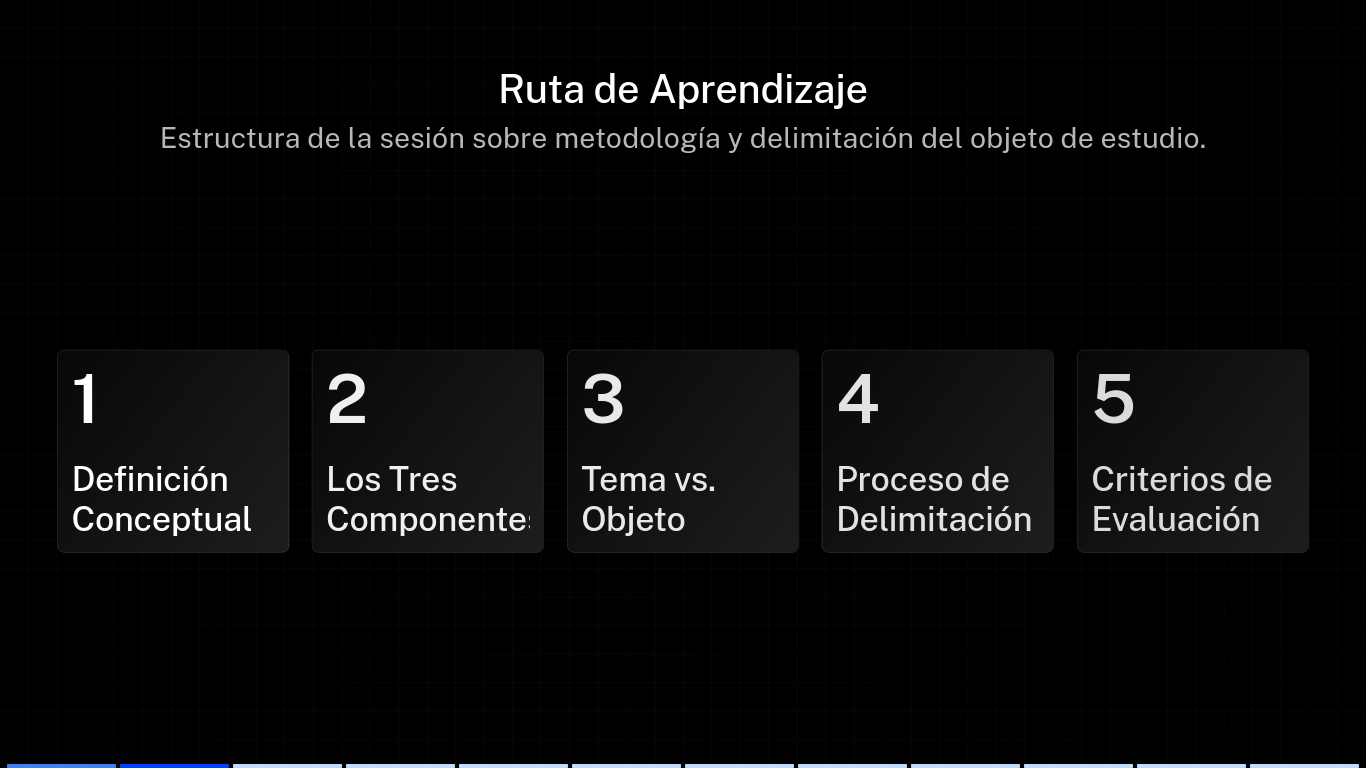 Ruta de Aprendizaje
Estructura de la sesión sobre metodología y delimitación del objeto de estudio.
1
Definición
Conceptual
2
Los Tres
Componentes
3
Tema vs.
Objeto
4
Proceso de
Delimitación
5
Criterios de
Evaluación